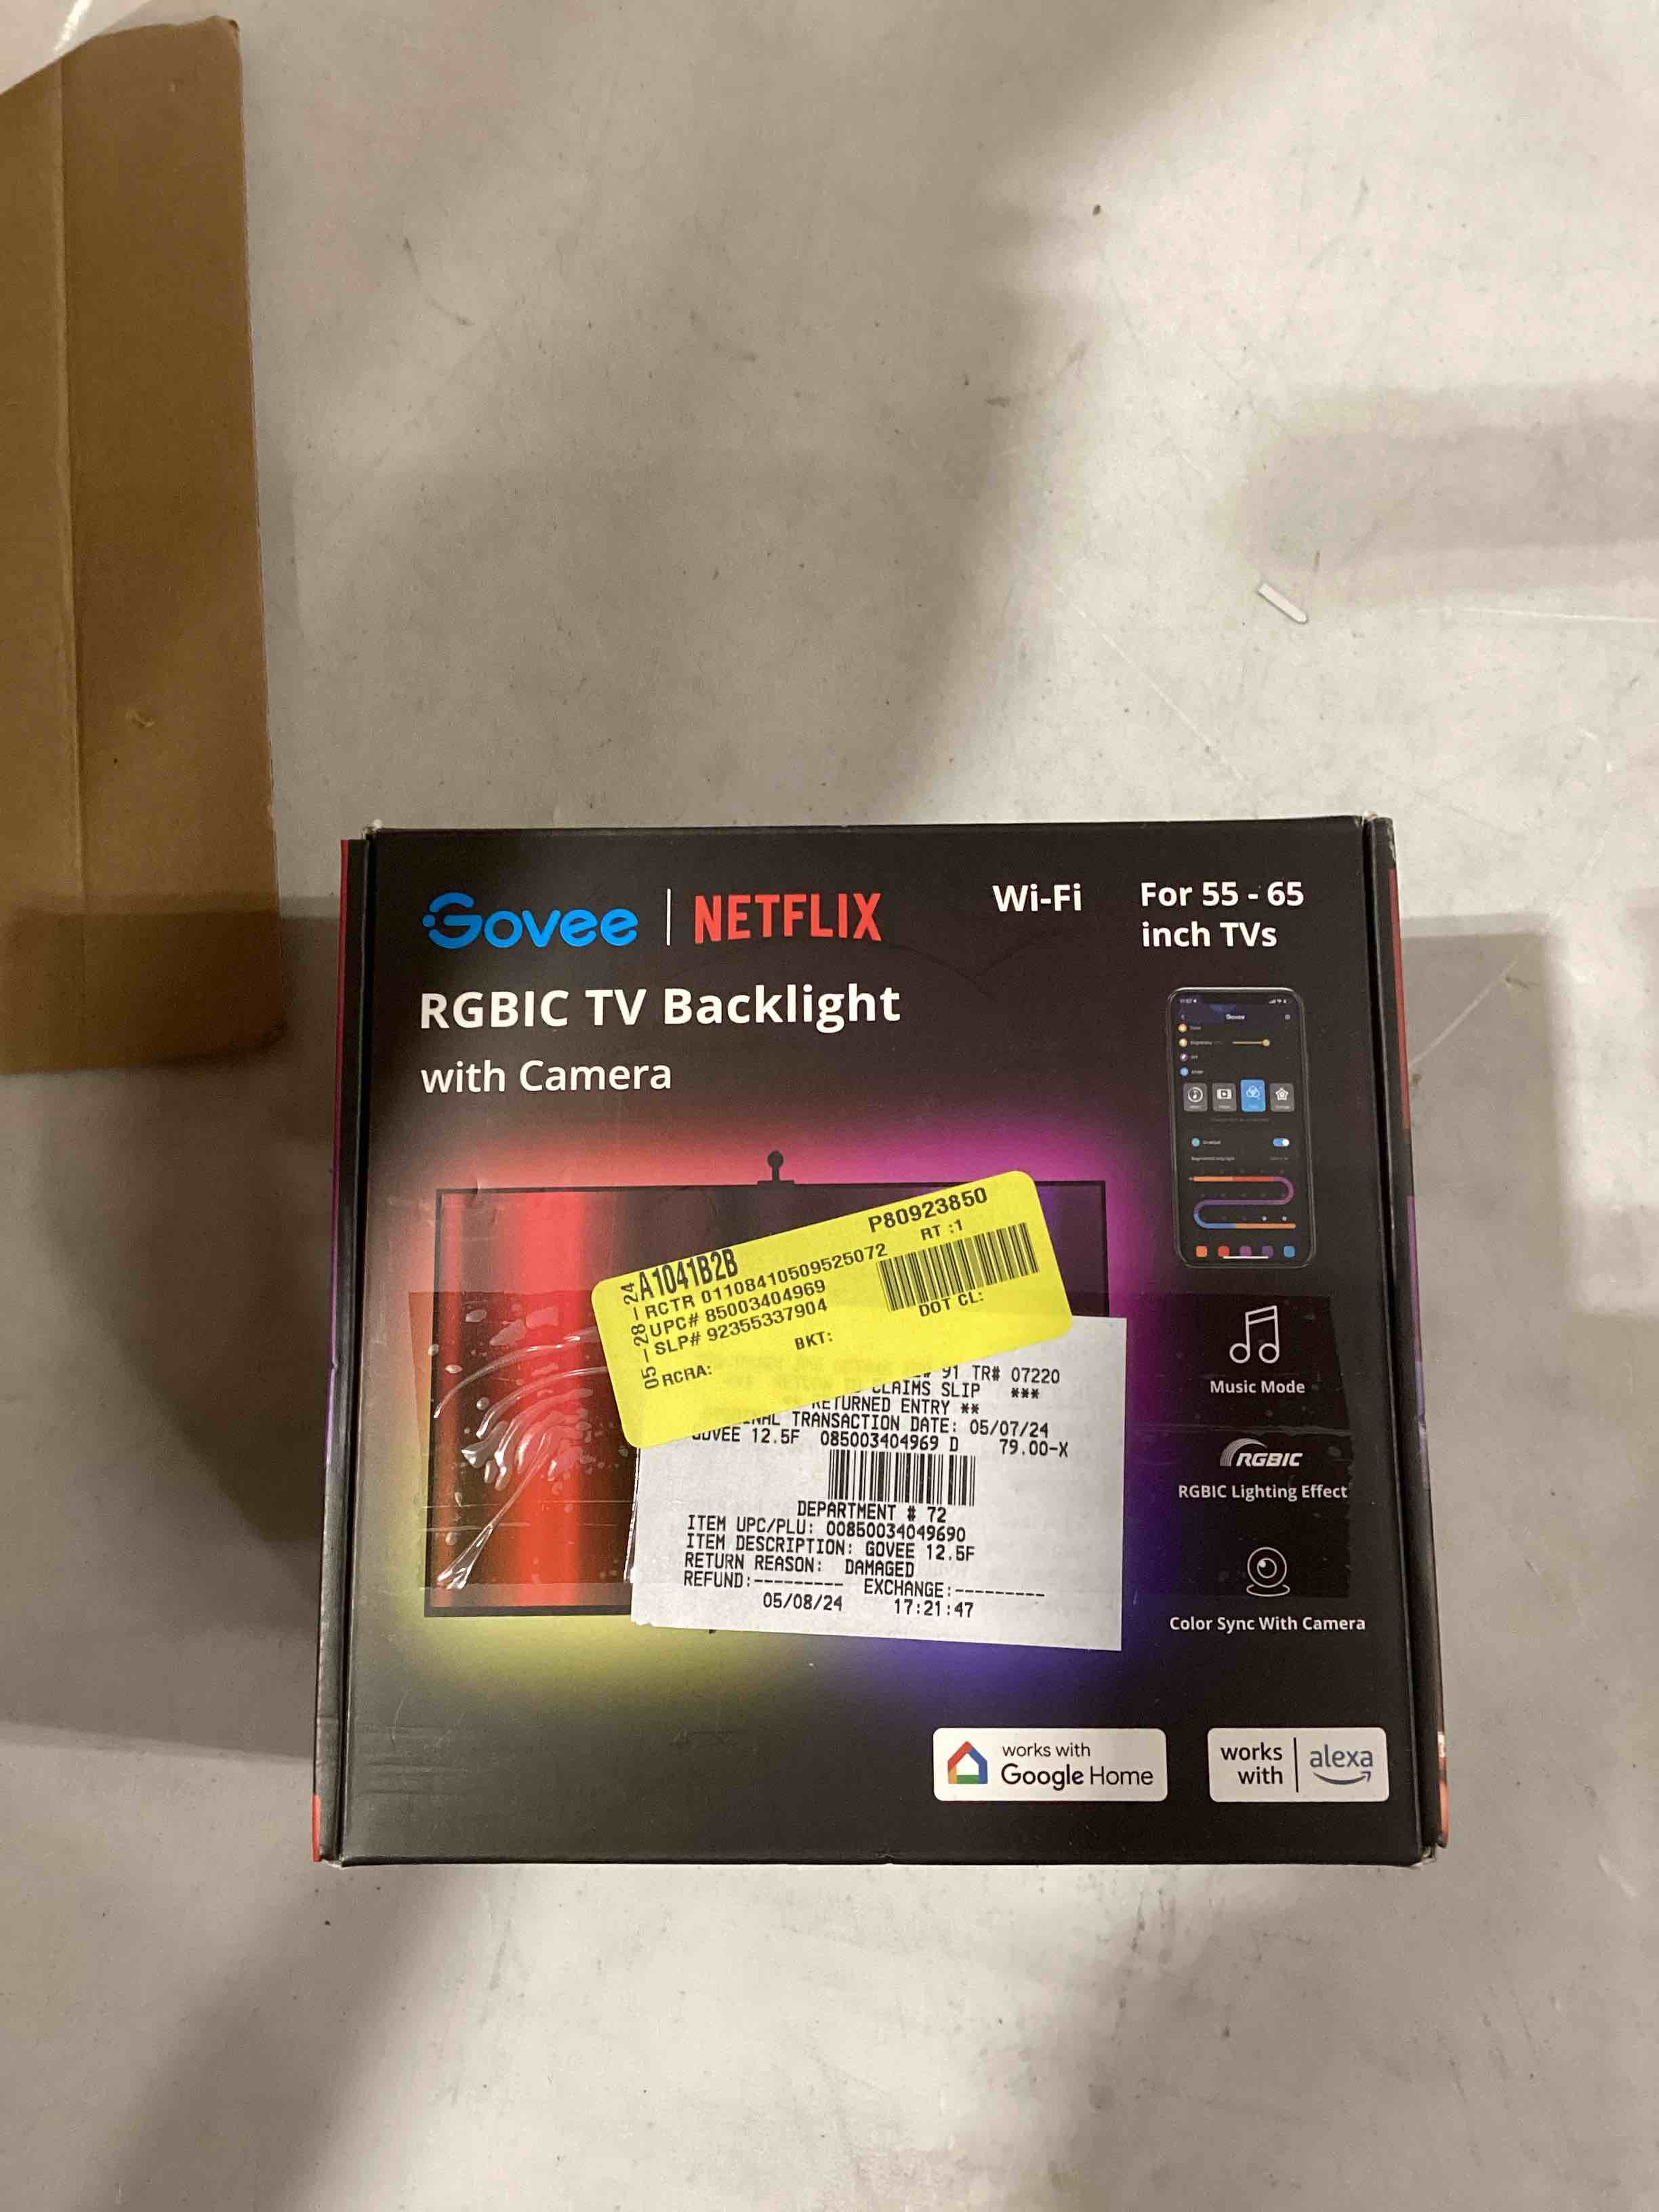 Govee | NETFLIX
Wi-Fi
For 55 - 65
inch TVs
RGBIC TV Backlight
with Camera
Govee
P80923850
A1041B2B
RT :1
RCTR 01108410509525072
UPC# 85003404969
SLP# 92355337904
DOT CL:
BKT:
RCRA:
05-28-24
91 TR# 07220
CLAIMS SLIP ***
RETURNED ENTRY **
TRANSACTION DATE: 05/07/24
GOVEE 12.5F 085003404969 D 79.00-X
DEPARTMENT # 72
ITEM UPC/PLU: 00850034049690
ITEM DESCRIPTION: GOVEE 12.5F
RETURN REASON: DAMAGED
REFUND:--------- EXCHANGE:---------
05/08/24 17:21:47
Music Mode
RGBIC
RGBIC Lighting Effect
Color Sync With Camera
works with
Google Home
works
with
alexa